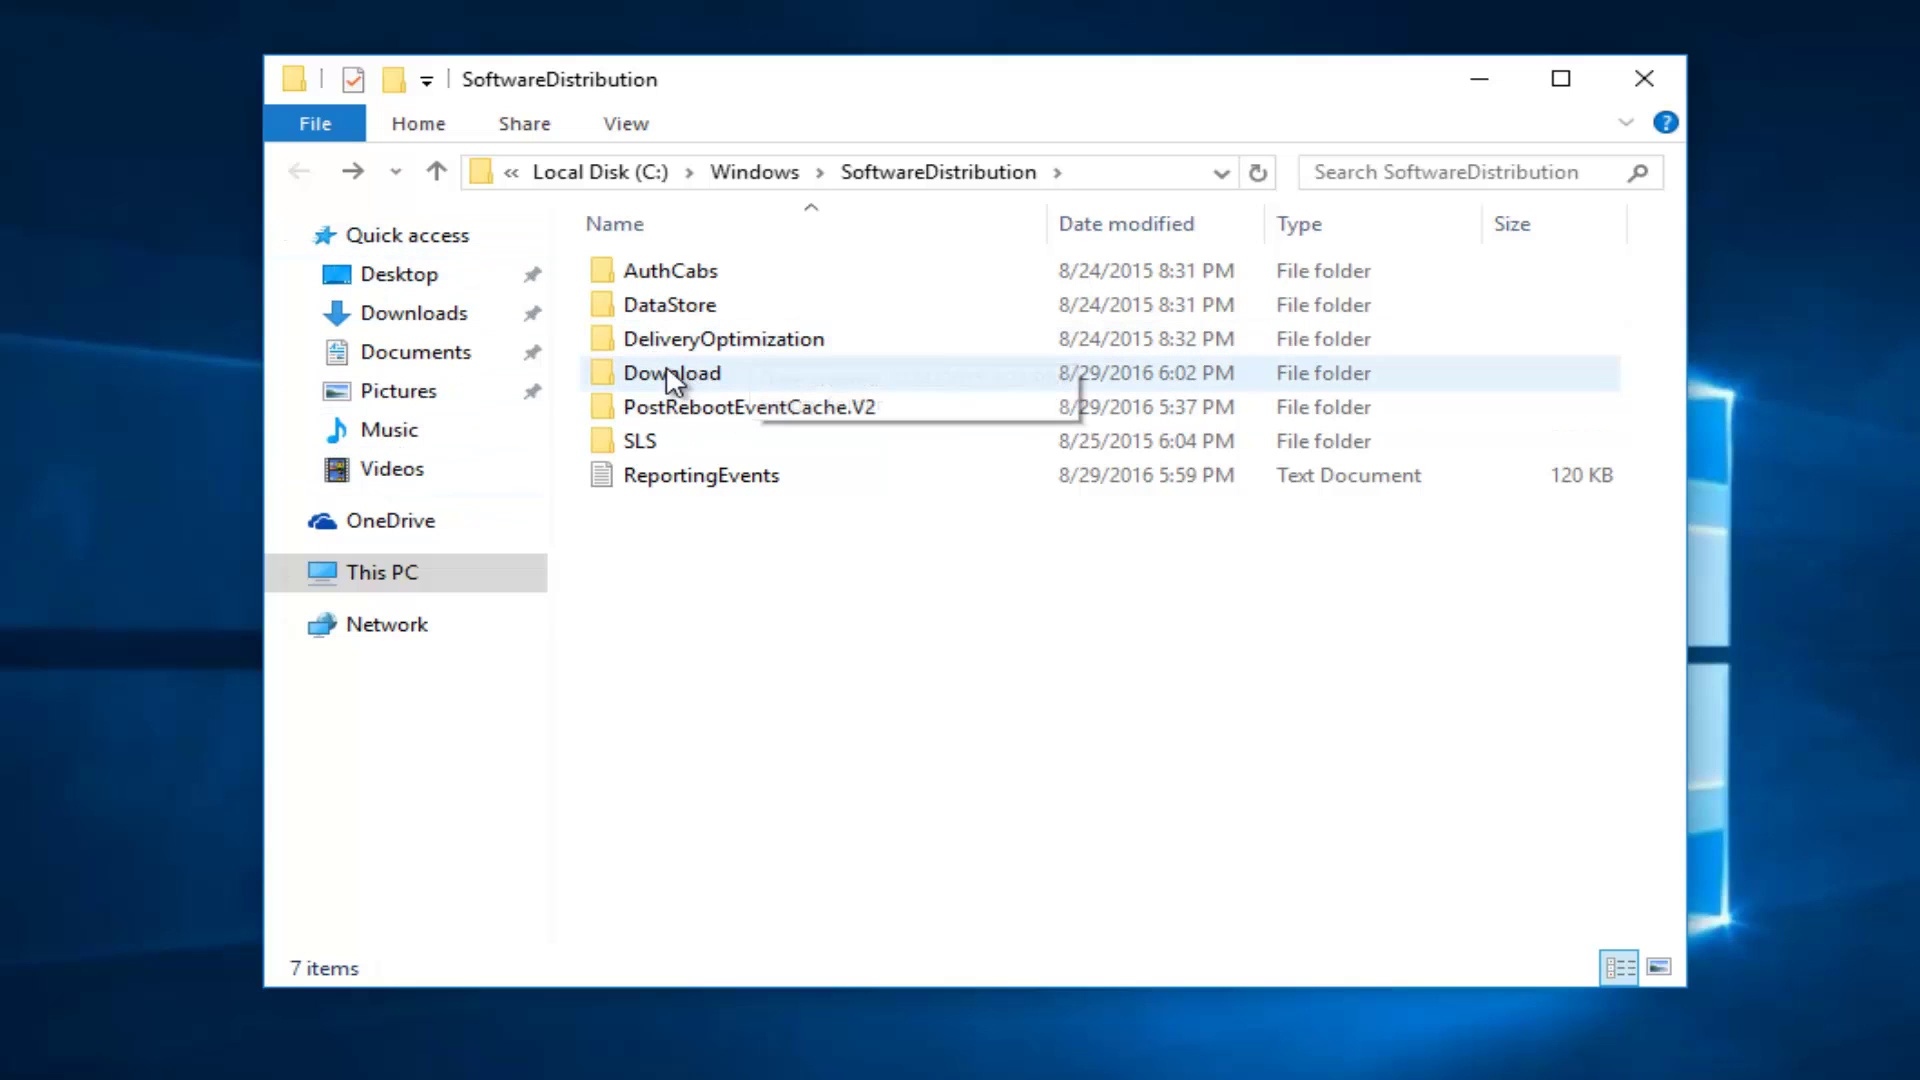 SoftwareDistribution
File Home Share View ?
« Local Disk (C:) › Windows › SoftwareDistribution › Search SoftwareDistribution
Name Date modified Type Size
Quick access
Desktop
Downloads
Documents
Pictures
Music
Videos
OneDrive
This PC
Network
AuthCabs 8/24/2015 8:31 PM File folder
DataStore 8/24/2015 8:31 PM File folder
DeliveryOptimization 8/24/2015 8:32 PM File folder
Download 8/29/2016 6:02 PM File folder
PostRebootEventCache.V2 8/29/2016 5:37 PM File folder
SLS 8/25/2015 6:04 PM File folder
ReportingEvents 8/29/2016 5:59 PM Text Document 120 KB
7 items